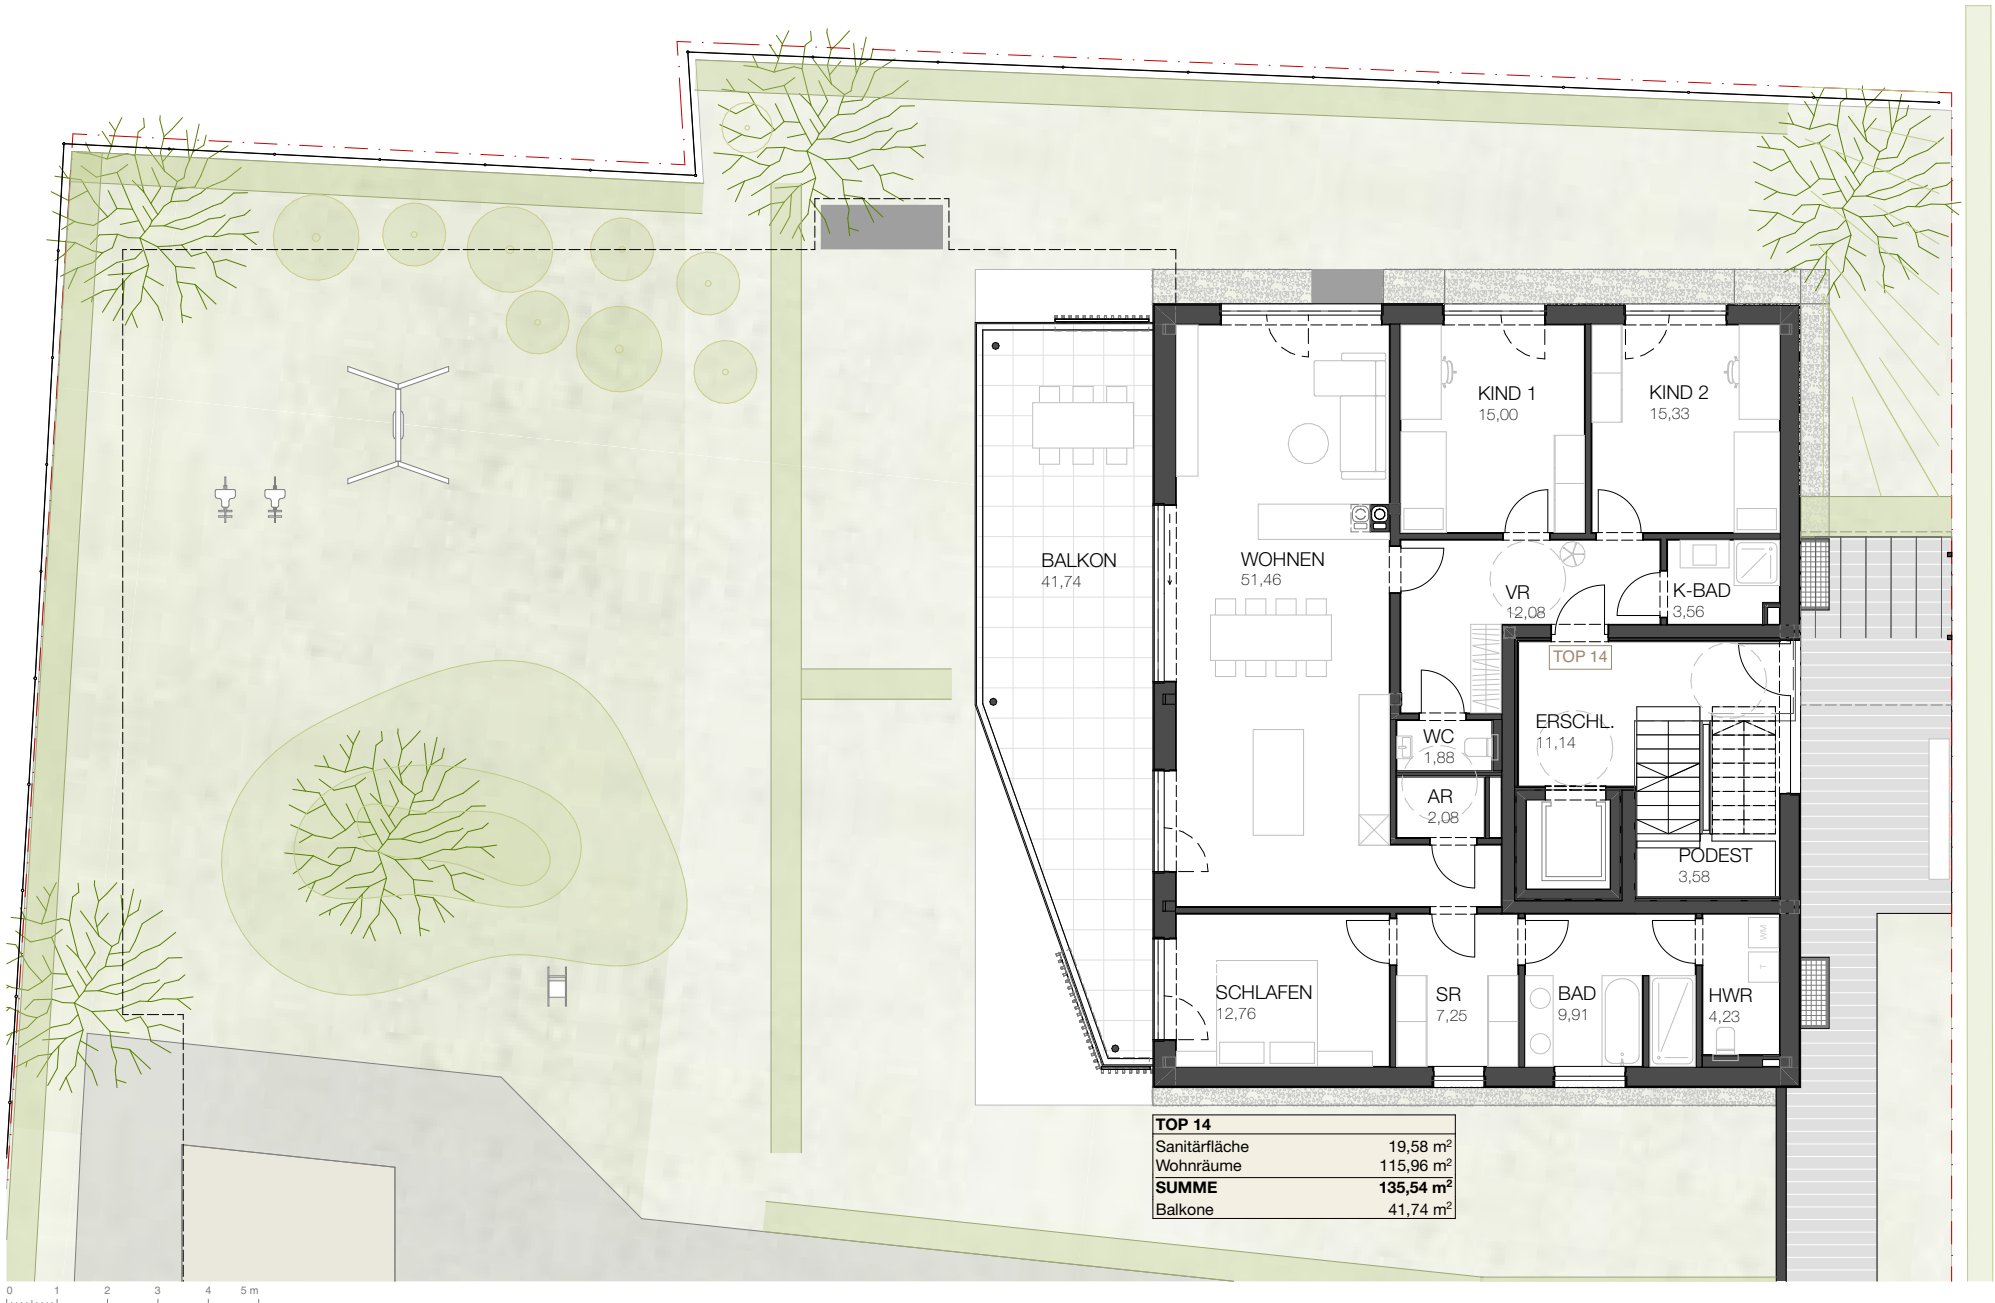 KIND 1
15,00
KIND 2
15,33
BALKON
41,74
WOHNEN
51,46
VR
12,08
K-BAD
3,56
TOP 14
ERSCHL.
11,14
WC
1,88
AR
2,08
PODEST
3,58
WM
T
SCHLAFEN
12,76
SR
7,25
BAD
9,91
HWR
4,23
TOP 14
Sanitärfläche 19,58 m²
Wohnräume 115,96 m²
SUMME 135,54 m²
Balkone 41,74 m²
0 1 2 3 4 5 m